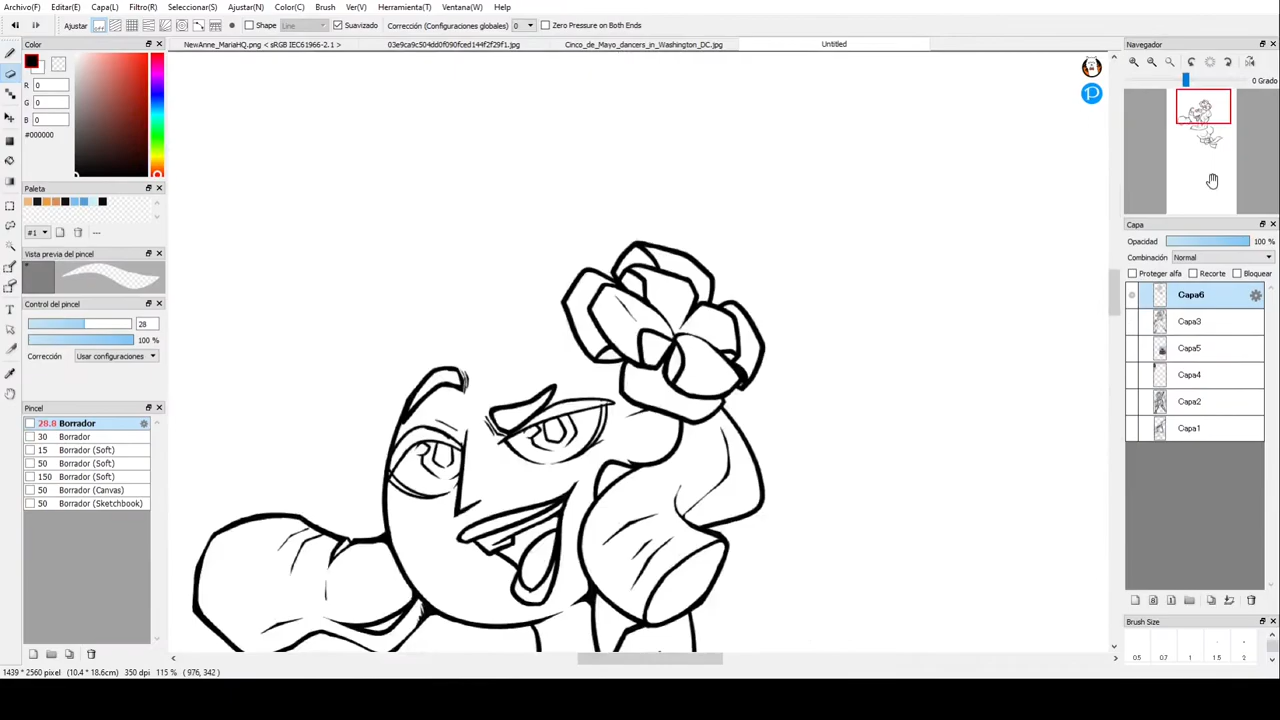 Archivo(F) Editar(E) Capa(L) Filtro(R) Seleccionar(S) Ajustar(N) Color(C) Brush Ver(V) Herramienta(T) Ventana(W) Help
Ajustar Shape Line Suavizado Corrección (Configuraciones globales) 0 Zero Pressure on Both Ends
NewAnne_MariaHQ.png < sRGB IEC61966-2.1 > 03e9ca9c504dd0f090fced144f2f29f1.jpg Cinco_de_Mayo_dancers_in_Washington_DC.jpg Untitled
Color
R 0
G 0
B 0
#000000
Paleta
#1 ---
Vista previa del pincel
Control del pincel
28
100 %
Corrección Usar configuraciones
Pincel
28.8 Borrador
30 Borrador
15 Borrador (Soft)
50 Borrador (Soft)
150 Borrador (Soft)
50 Borrador (Canvas)
50 Borrador (Sketchbook)
1439 * 2560 pixel (10.4 * 18.6cm) 350 dpi 115 % ( 976, 342 )
Navegador
0 Grado
Capa
Opacidad 100 %
Combinación Normal
Proteger alfa Recorte Bloquear
Capa6
Capa3
Capa5
Capa4
Capa2
Capa1
Brush Size
0.5 0.7 1 1.5 2